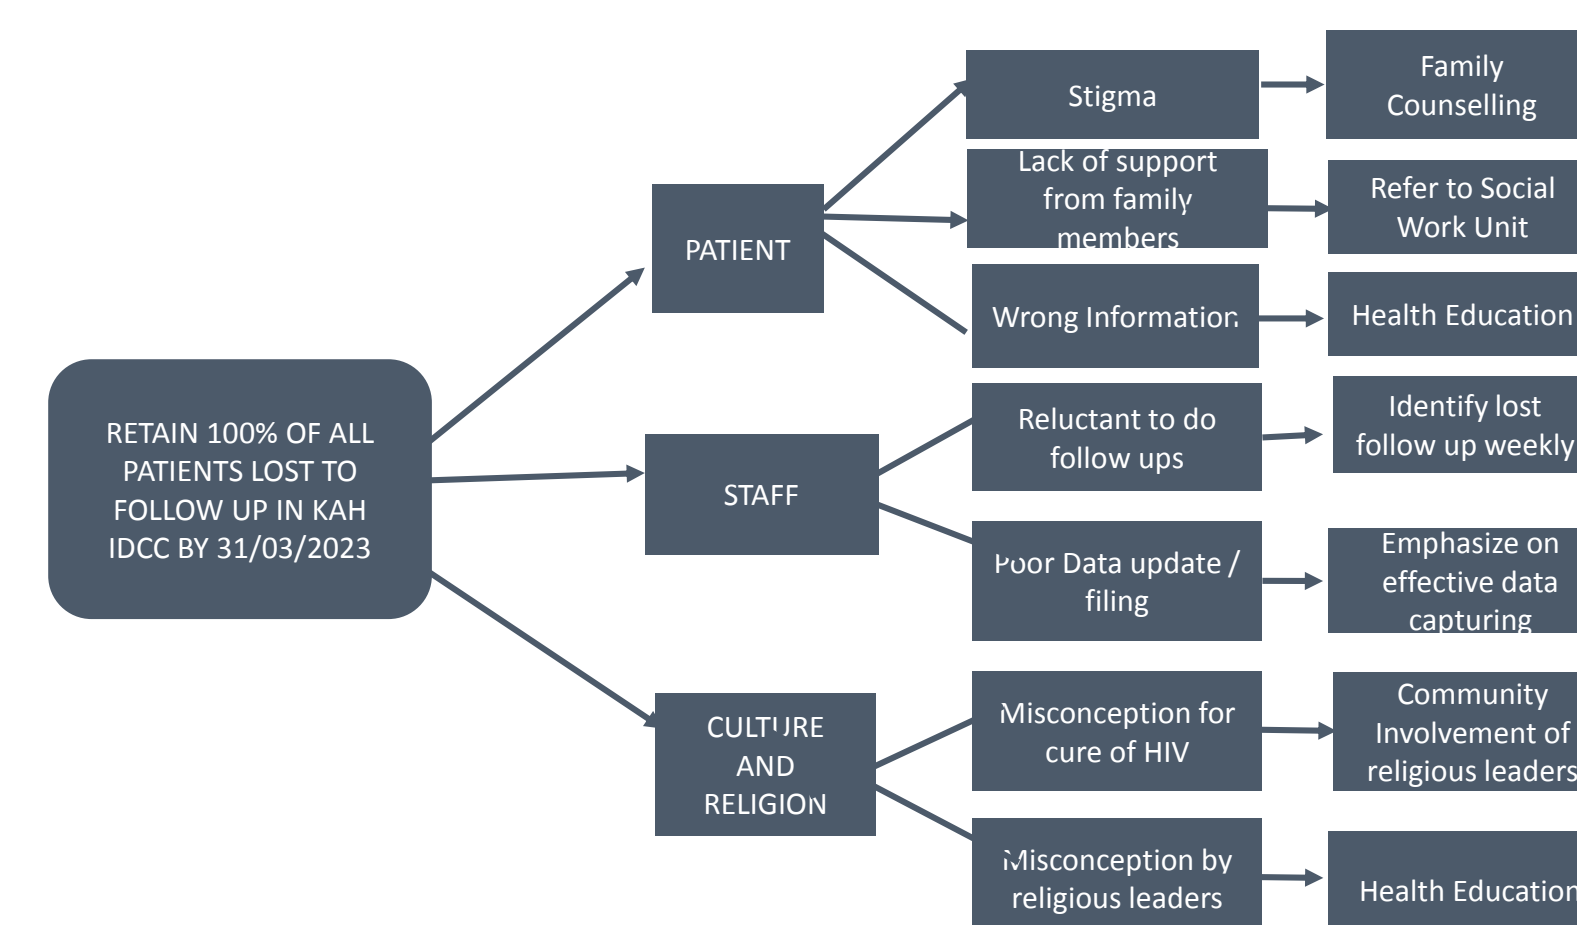 RETAIN 100% OF ALL
PATIENTS LOST TO
FOLLOW UP IN KAH
IDCC BY 31/03/2023
PATIENT
Stigma
Family
Counselling
Lack of support
from family
members
Refer to Social
Work Unit
Wrong Information
Health Education
STAFF
Reluctant to do
follow ups
Identify lost
follow up weekly
Poor Data update /
filing
Emphasize on
effective data
capturing
CULTURE
AND
RELIGION
Misconception for
cure of HIV
Community
Involvement of
religious leaders
Misconception by
religious leaders
Health Education